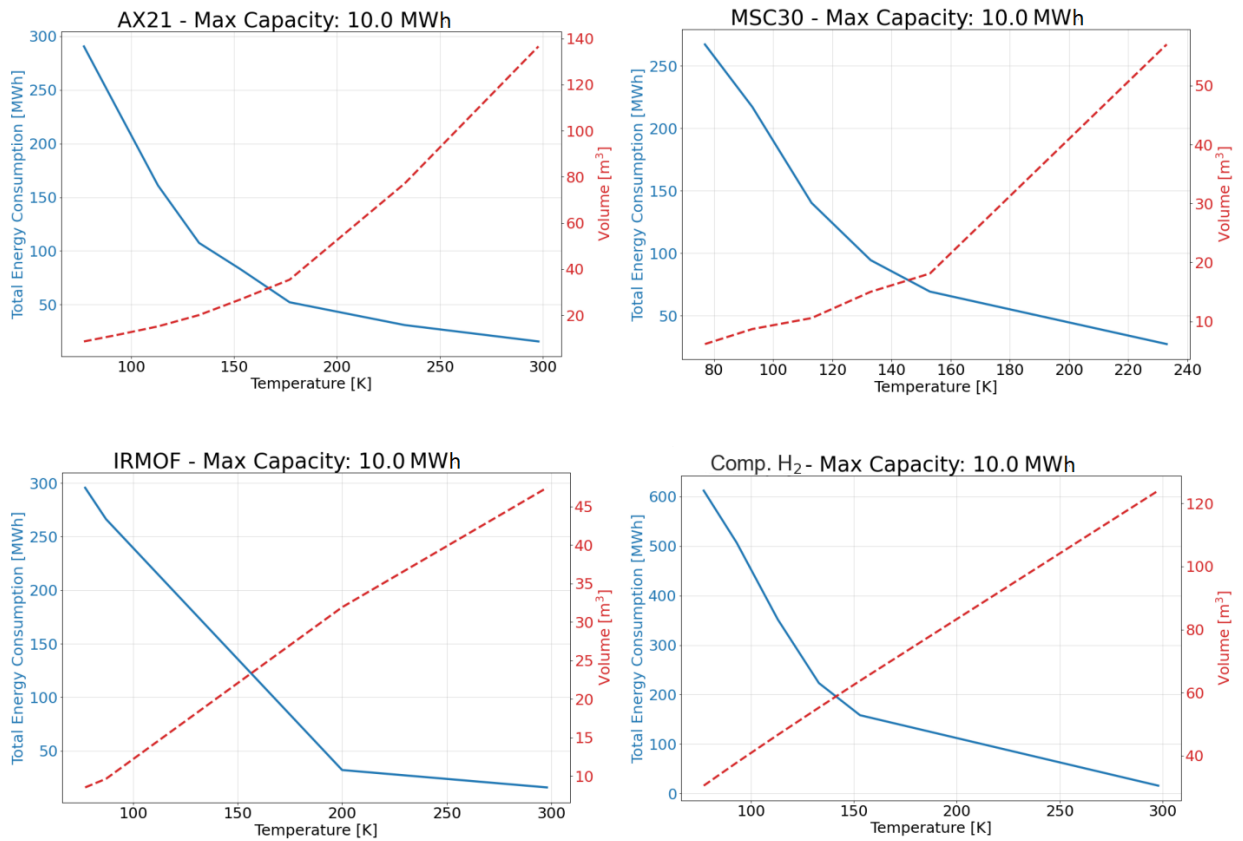 AX21 - Max Capacity: 10.0 MWh
Total Energy Consumption [MWh]
300
250
200
150
100
50
140
120
100
80
60
40
20
Volume [m³]
100 150 200 250 300
Temperature [K]
MSC30 - Max Capacity: 10.0 MWh
Total Energy Consumption [MWh]
250
200
150
100
50
50
40
30
20
10
Volume [m³]
80 100 120 140 160 180 200 220 240
Temperature [K]
IRMOF - Max Capacity: 10.0 MWh
Total Energy Consumption [MWh]
300
250
200
150
100
50
45
40
35
30
25
20
15
10
Volume [m³]
100 150 200 250 300
Temperature [K]
Comp. H₂ - Max Capacity: 10.0 MWh
Total Energy Consumption [MWh]
600
500
400
300
200
100
0
120
100
80
60
40
Volume [m³]
100 150 200 250 300
Temperature [K]